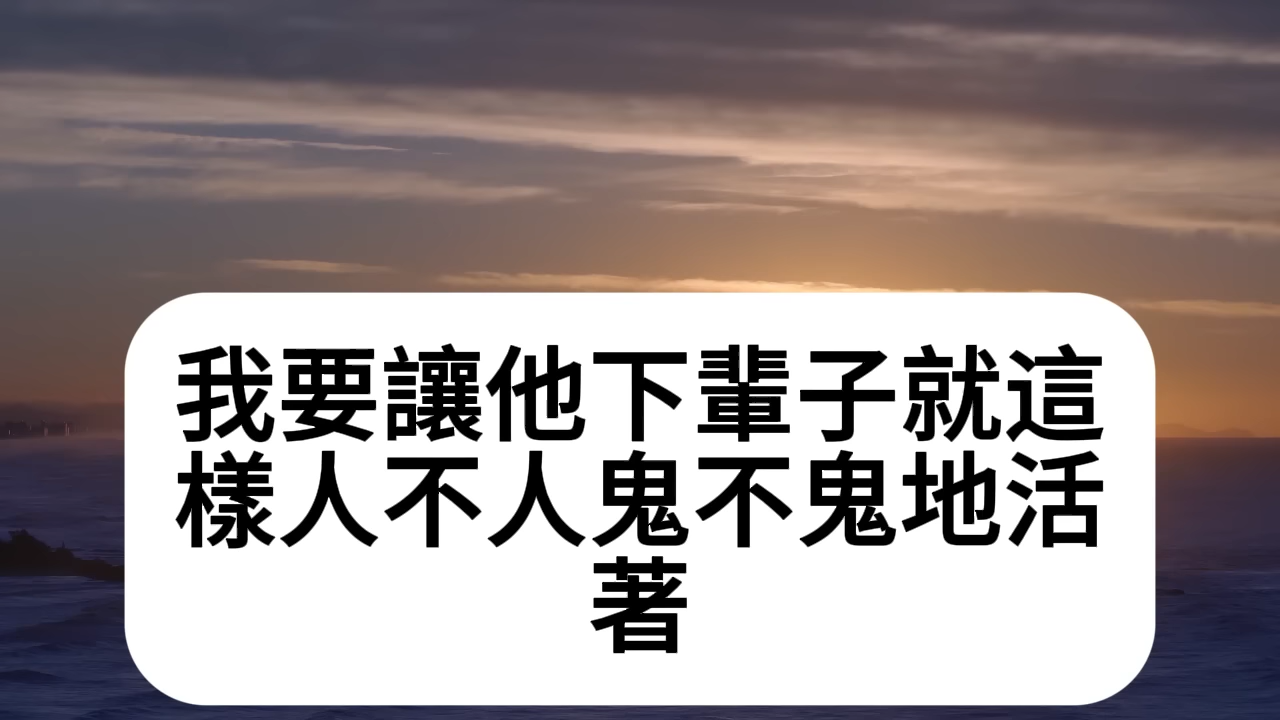 我要讓他下輩子就這
樣人不人鬼不鬼地活
著